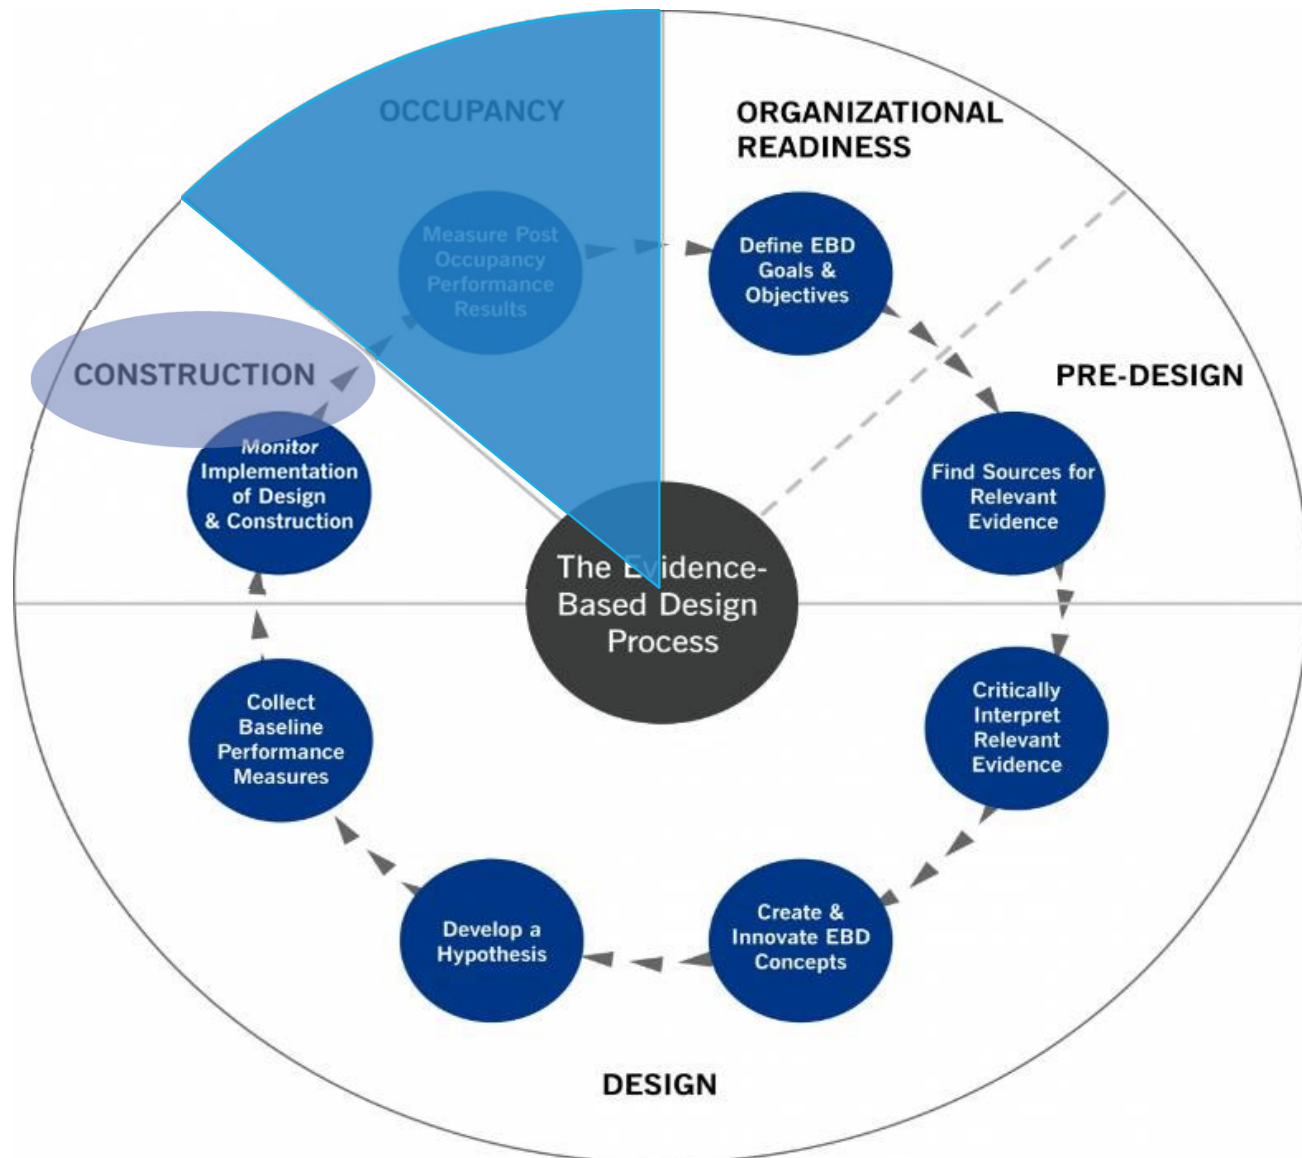 OCCUPANCY
ORGANIZATIONAL
READINESS
Measure Post
Occupancy
Performance
Results
Define EBD
Goals &
Objectives
CONSTRUCTION
PRE-DESIGN
Monitor
Implementation
of Design
& Construction
Find Sources for
Relevant
Evidence
The Evidence-
Based Design
Process
Collect
Baseline
Performance
Measures
Critically
Interpret
Relevant
Evidence
Develop a
Hypothesis
Create &
Innovate EBD
Concepts
DESIGN